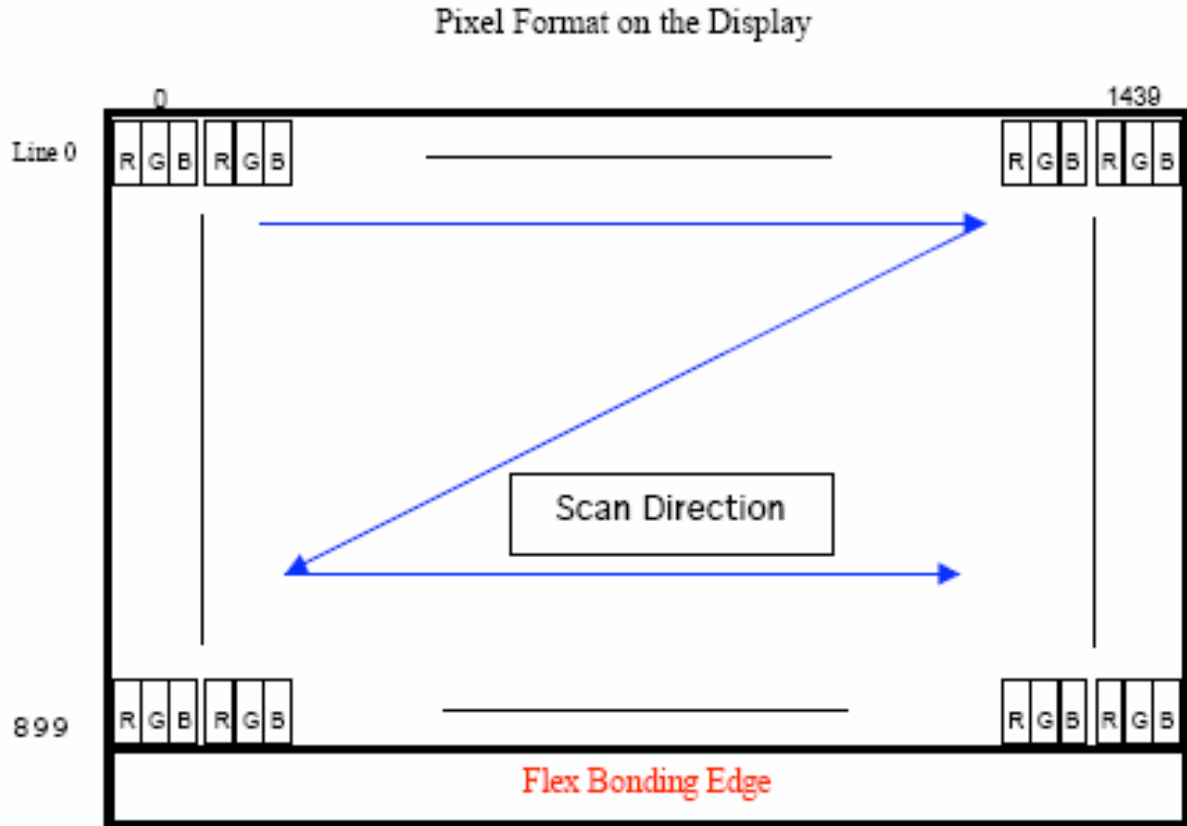 Pixel Format on the Display
0 1439
Line 0
R G B R G B R G B R G B
Scan Direction
899
R G B R G B R G B R G B
Flex Bonding Edge